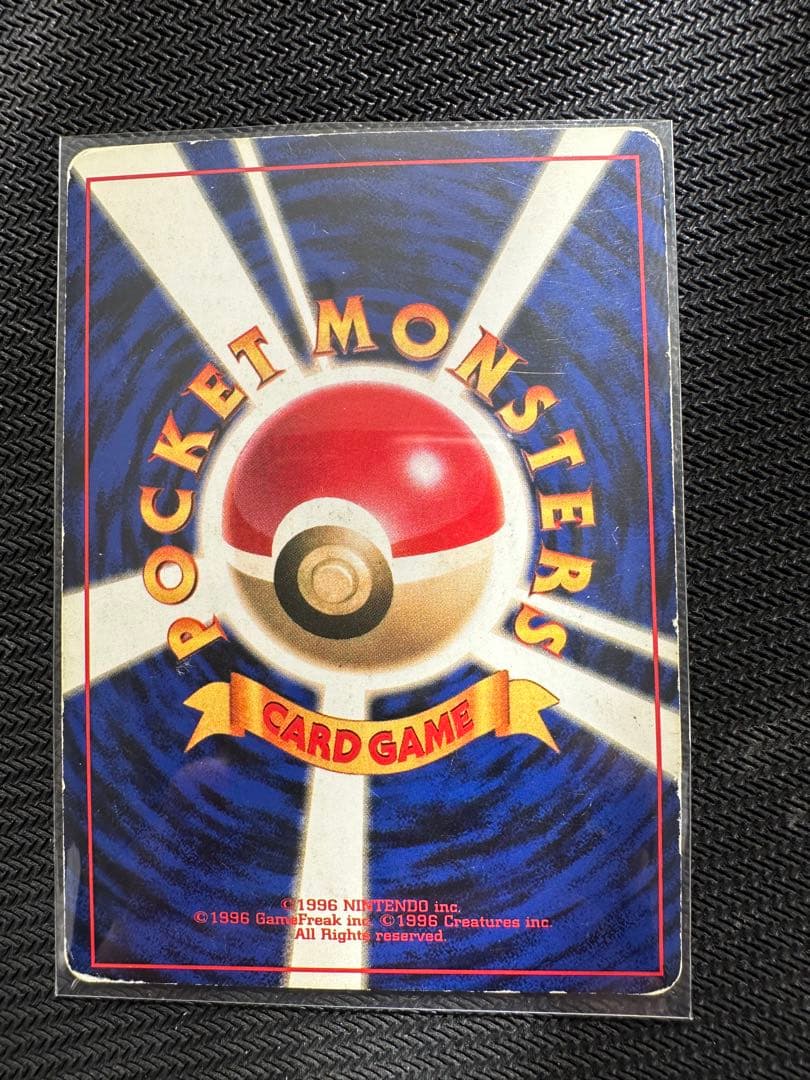 POCKET MONSTERS
CARD GAME
©1996 NINTENDO inc.
©1996 GameFreak inc. ©1996 Creatures inc.
All Rights reserved.